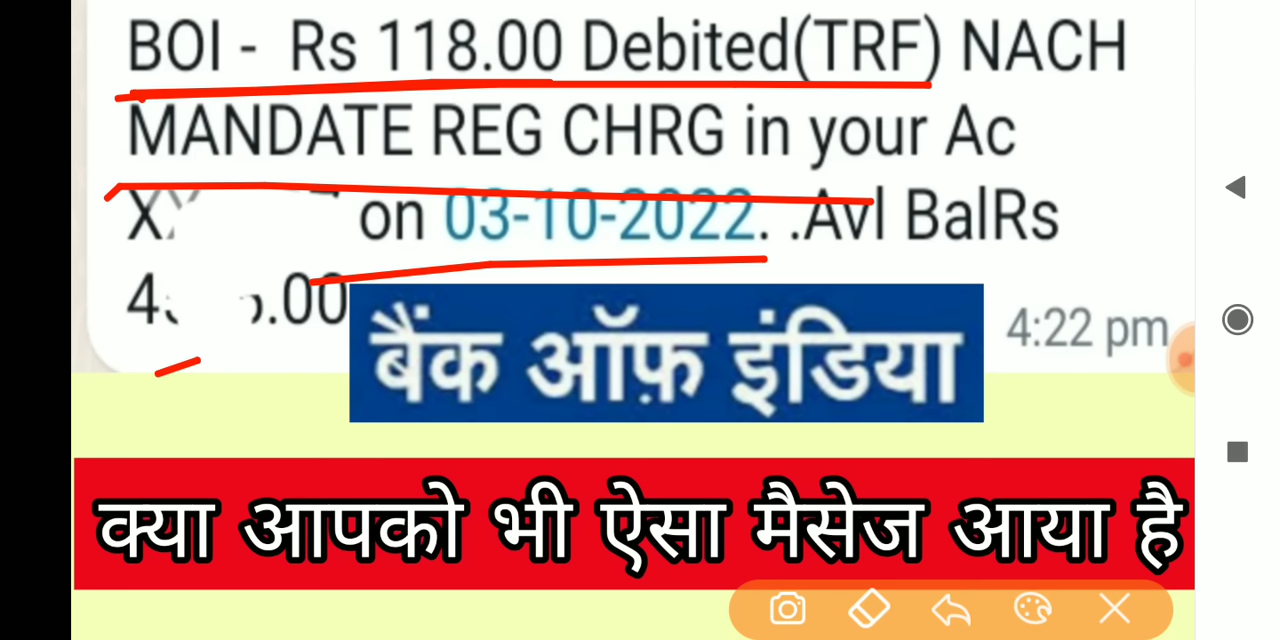 BOI - Rs 118.00 Debited(TRF) NACH
MANDATE REG CHRG in your Ac
on 03-10-2022. .Avl BalRs
.00
4:22 pm
बैंक ऑफ़ इंडिया
क्या आपको भी ऐसा मैसेज आया है